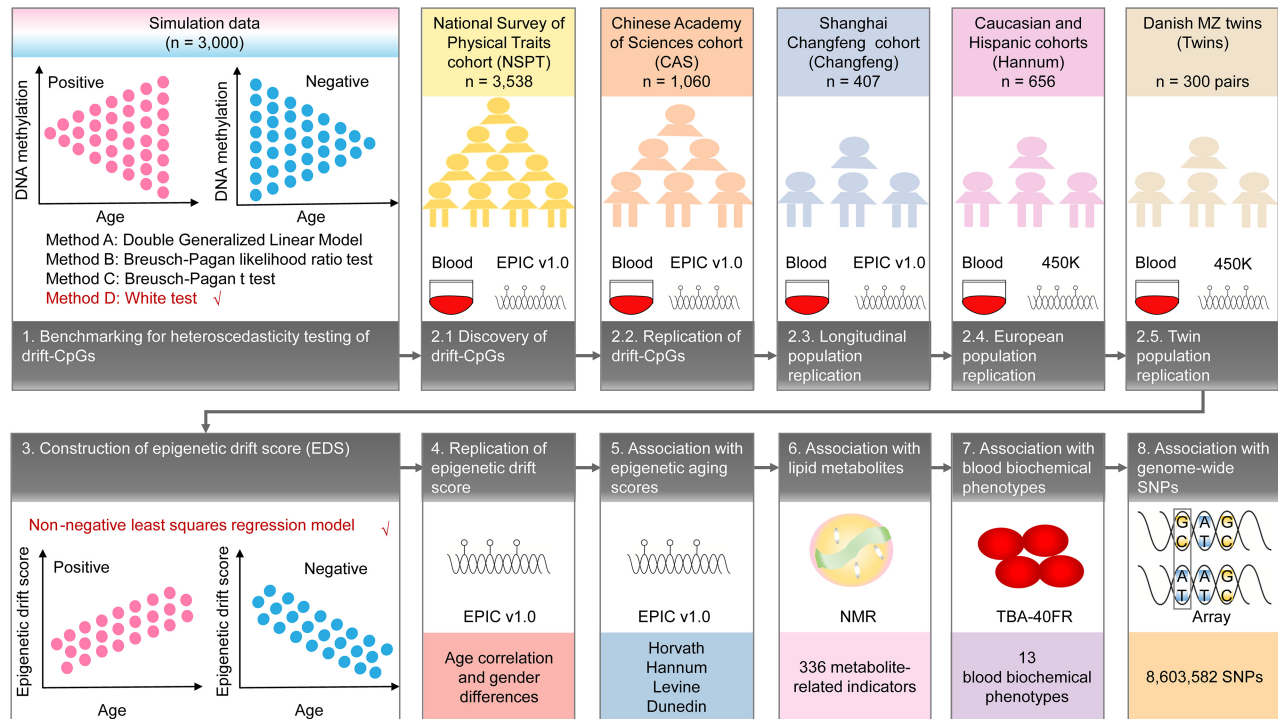 Simulation data
(n = 3,000)
DNA methylation
Positive
Age
DNA methylation
Negative
Age
Method A: Double Generalized Linear Model
Method B: Breusch-Pagan likelihood ratio test
Method C: Breusch-Pagan t test
Method D: White test √
1. Benchmarking for heteroscedasticity testing of
drift-CpGs
National Survey of
Physical Traits
cohort (NSPT)
n = 3,538
Blood EPIC v1.0
2.1 Discovery of
drift-CpGs
Chinese Academy
of Sciences cohort
(CAS)
n = 1,060
Blood EPIC v1.0
2.2. Replication of
drift-CpGs
Shanghai
Changfeng cohort
(Changfeng)
n = 407
Blood EPIC v1.0
2.3. Longitudinal
population
replication
Caucasian and
Hispanic cohorts
(Hannum)
n = 656
Blood 450K
2.4. European
population
replication
Danish MZ twins
(Twins)
n = 300 pairs
Blood 450K
2.5. Twin
population
replication
3. Construction of epigenetic drift score (EDS)
Non-negative least squares regression model √
Epigenetic drift score
Positive
Age
Epigenetic drift score
Negative
Age
4. Replication of
epigenetic drift
score
EPIC v1.0
Age correlation
and gender
differences
5. Association with
epigenetic aging
scores
EPIC v1.0
Horvath
Hannum
Levine
Dunedin
6. Association with
lipid metabolites
NMR
336 metabolite-
related indicators
7. Association with
blood biochemical
phenotypes
TBA-40FR
13
blood biochemical
phenotypes
8. Association with
genome-wide
SNPs
G A G
C T C
A A G
T T C
Array
8,603,582 SNPs